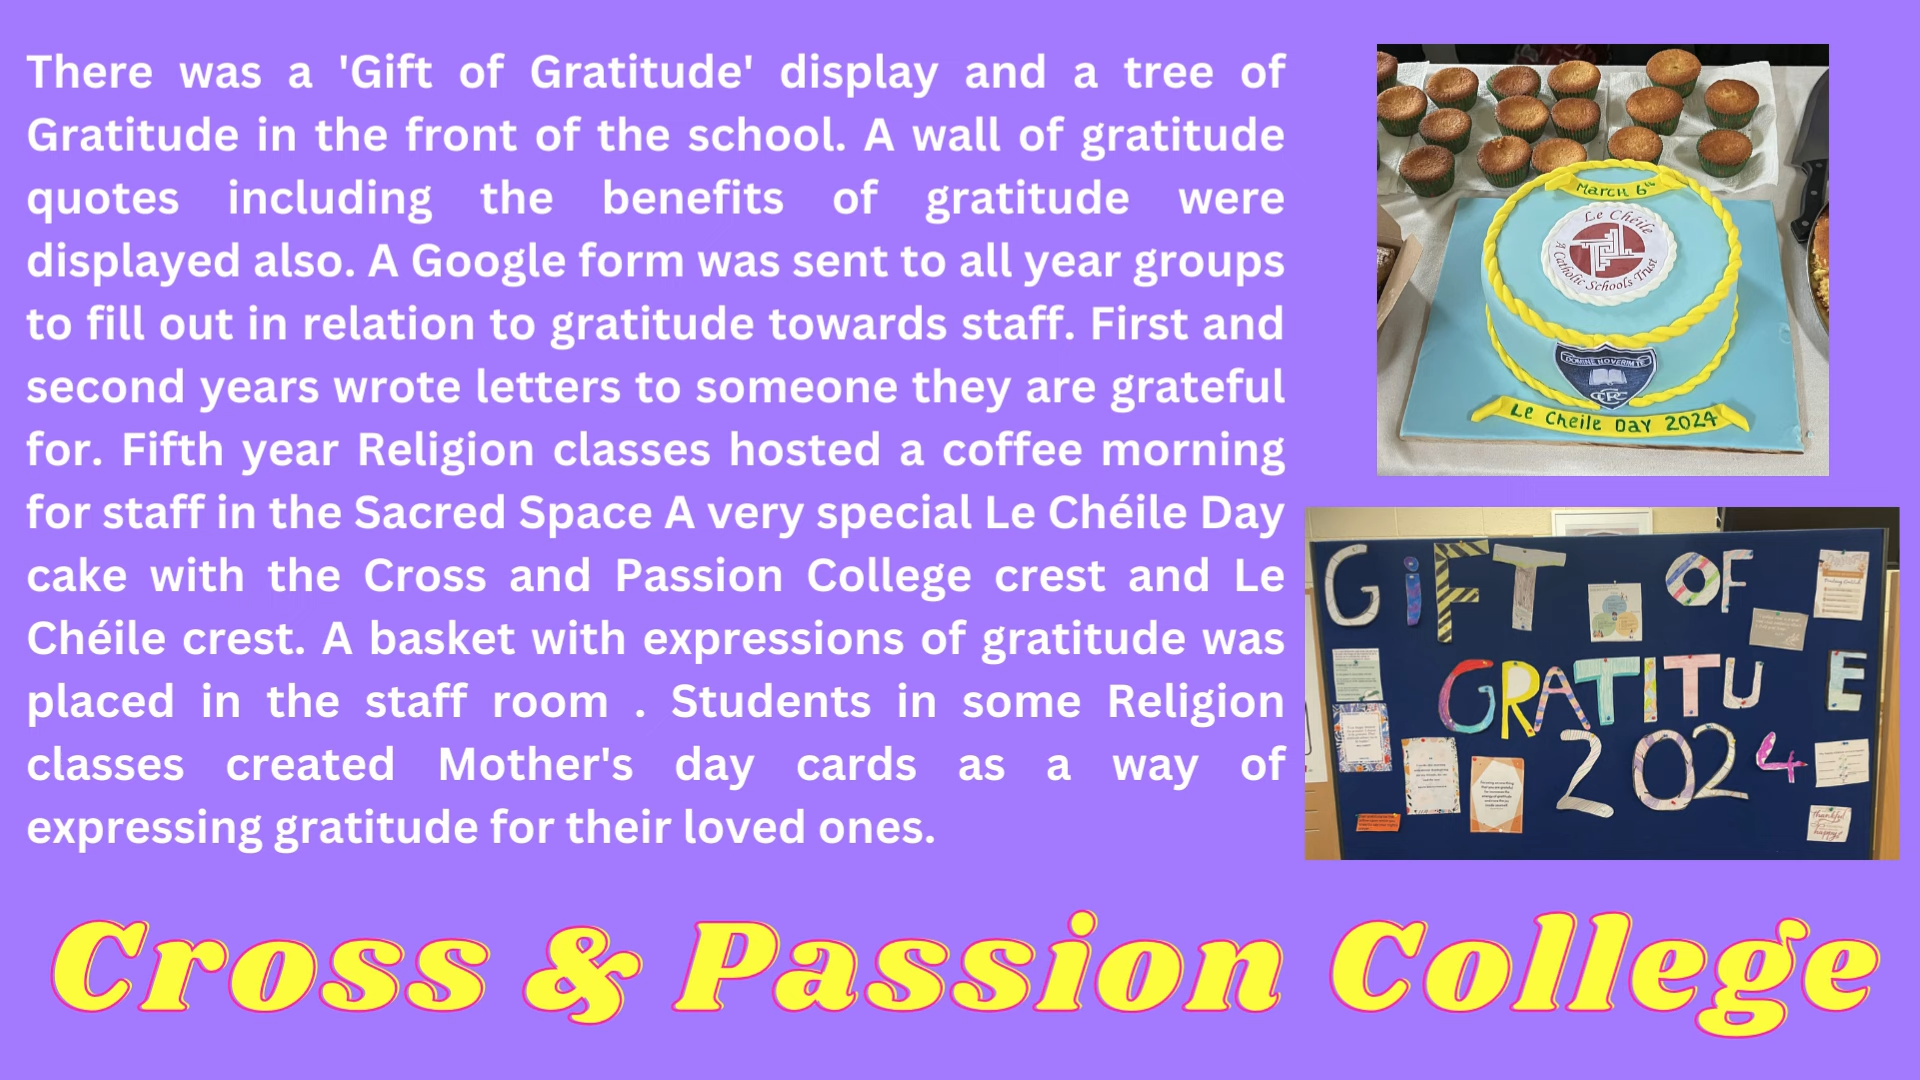 There was a 'Gift of Gratitude' display and a tree of
Gratitude in the front of the school. A wall of gratitude
quotes including the benefits of gratitude were
displayed also. A Google form was sent to all year groups
to fill out in relation to gratitude towards staff. First and
second years wrote letters to someone they are grateful
for. Fifth year Religion classes hosted a coffee morning
for staff in the Sacred Space A very special Le Chéile Day
cake with the Cross and Passion College crest and Le
Chéile crest. A basket with expressions of gratitude was
placed in the staff room . Students in some Religion
classes created Mother's day cards as a way of
expressing gratitude for their loved ones.
March 6th
Le Chéile
A Catholic Schools Trust
DOMINE NOVERIM TE
CPC
Le Cheile Day 2024
GiFT OF
GRATITU E
2024
thankful
happy!
Cross & Passion College